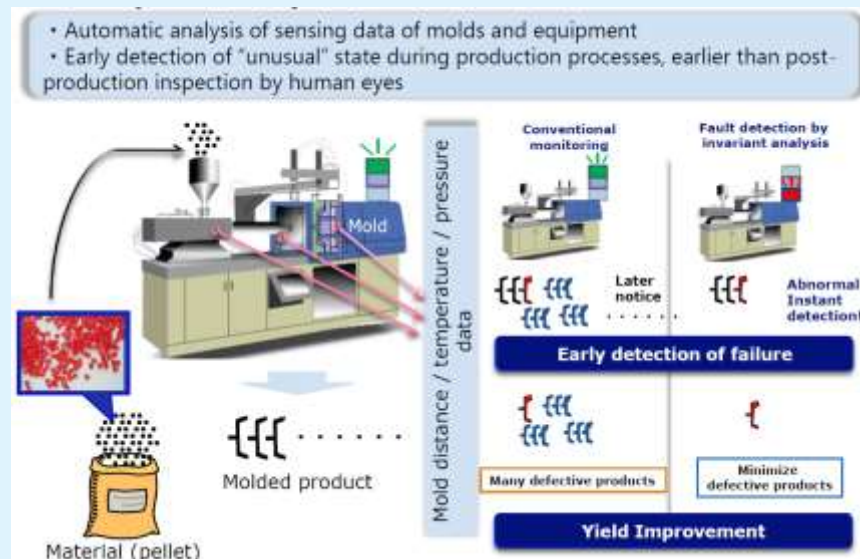 ・Automatic analysis of sensing data of molds and equipment
・Early detection of “unusual” state during production processes, earlier than post-
production inspection by human eyes
Mold
Material (pellet)
Molded product
Mold distance / temperature / pressure
data
Conventional
monitoring
Fault detection by
invariant analysis
Later
notice
Abnormal
Instant
detection!
Early detection of failure
Many defective products
Minimize
defective products
Yield Improvement